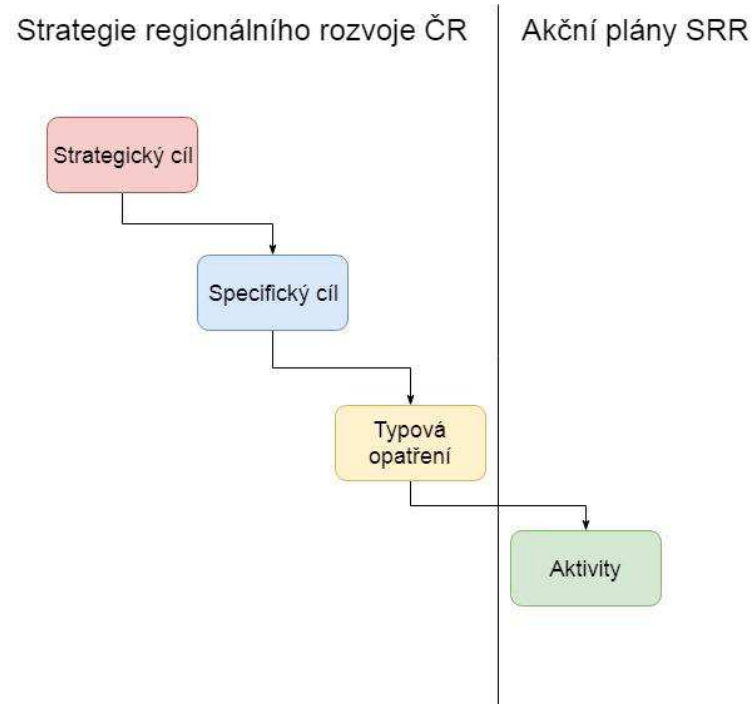 Strategie regionálního rozvoje ČR
Akční plány SRR
Strategický cíl
Specifický cíl
Typová
opatření
Aktivity